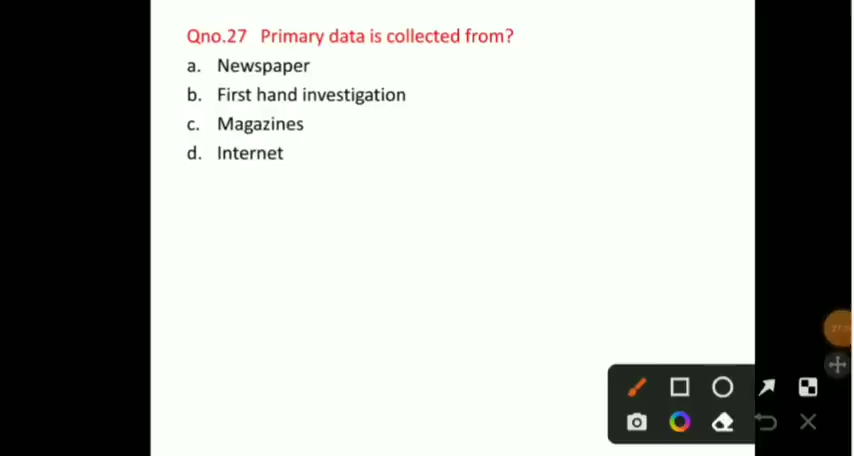 Qno.27 Primary data is collected from?
a. Newspaper
b. First hand investigation
c. Magazines
d. Internet